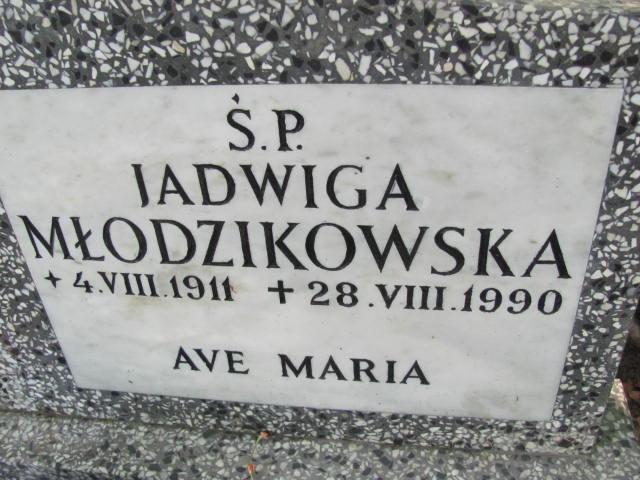 Ś.P.
JADWIGA
MŁODZIKOWSKA
+ 4.VIII.1911 + 28.VIII.1990
AVE MARIA